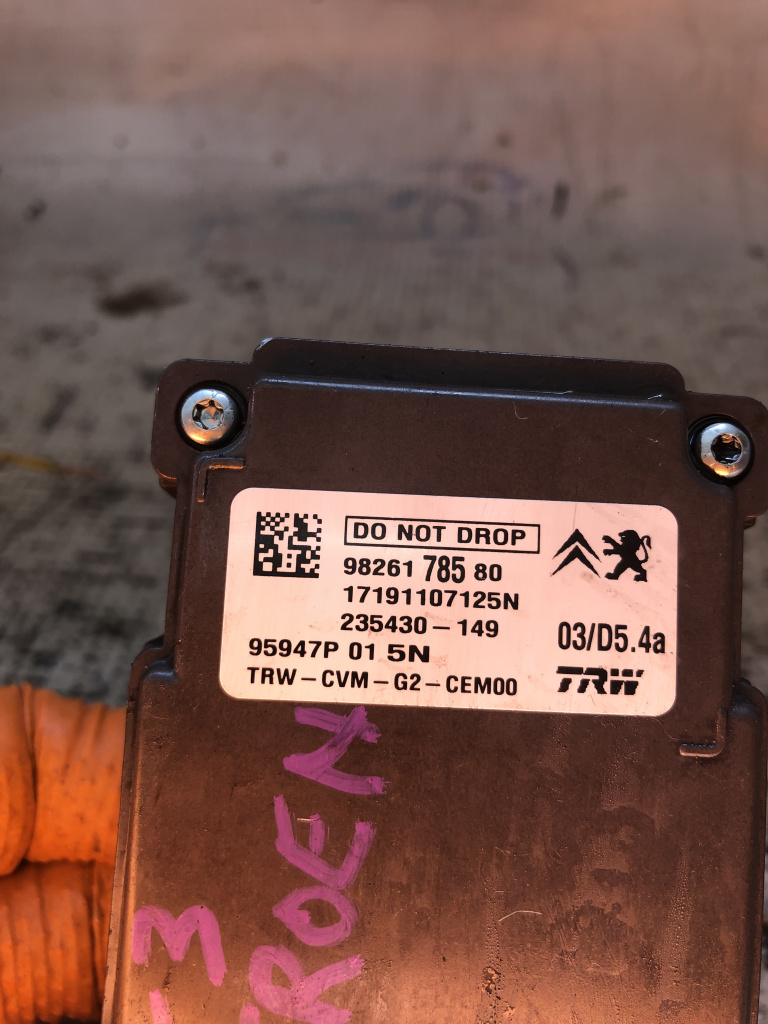 DO NOT DROP
98261 785 80
17191107125N
235430-149
03/D5.4a
95947P 01 5N
TRW-CVM-G2-CEM00
TRW